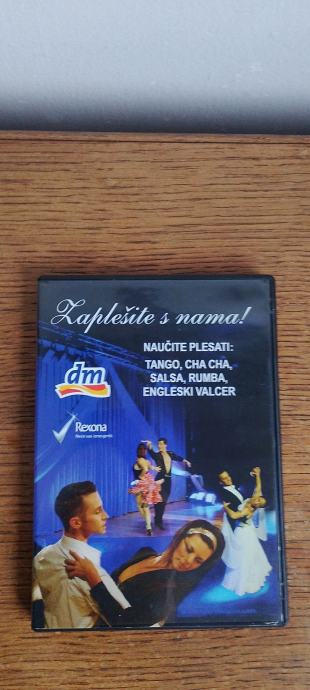 Zaplešite s nama!
NAUČITE PLESATI:
TANGO, CHA CHA,
SALSA, RUMBA,
ENGLESKI VALCER
dm
Rexona